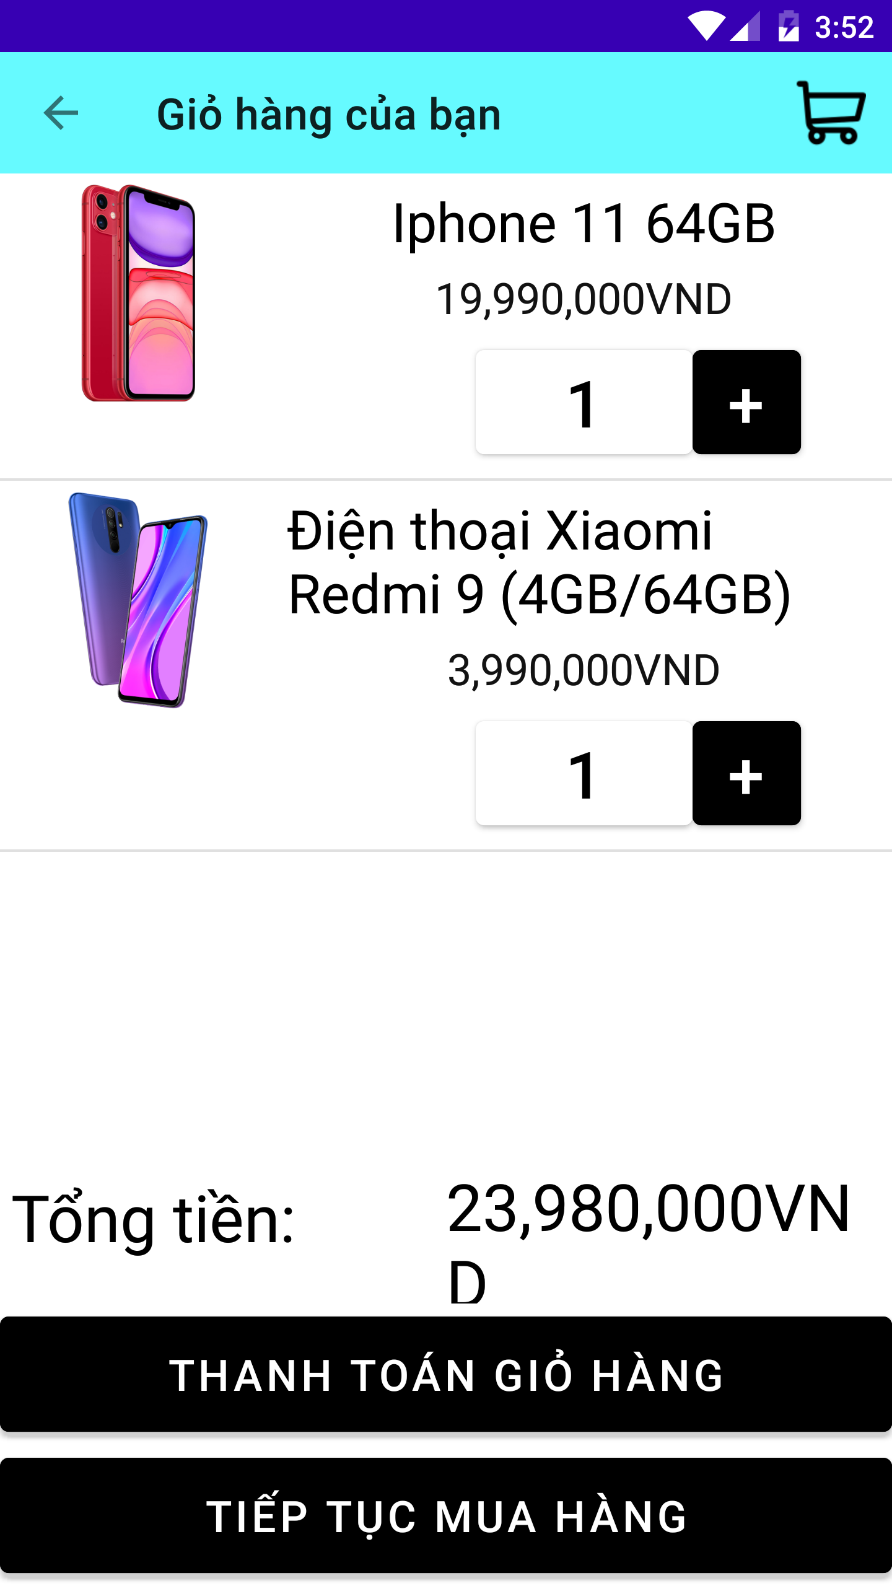 3:52
Giỏ hàng của bạn
Iphone 11 64GB
19,990,000VND
1 +
Điện thoại Xiaomi
Redmi 9 (4GB/64GB)
3,990,000VND
1 +
Tổng tiền: 23,980,000VN
D
THANH TOÁN GIỎ HÀNG
TIẾP TỤC MUA HÀNG